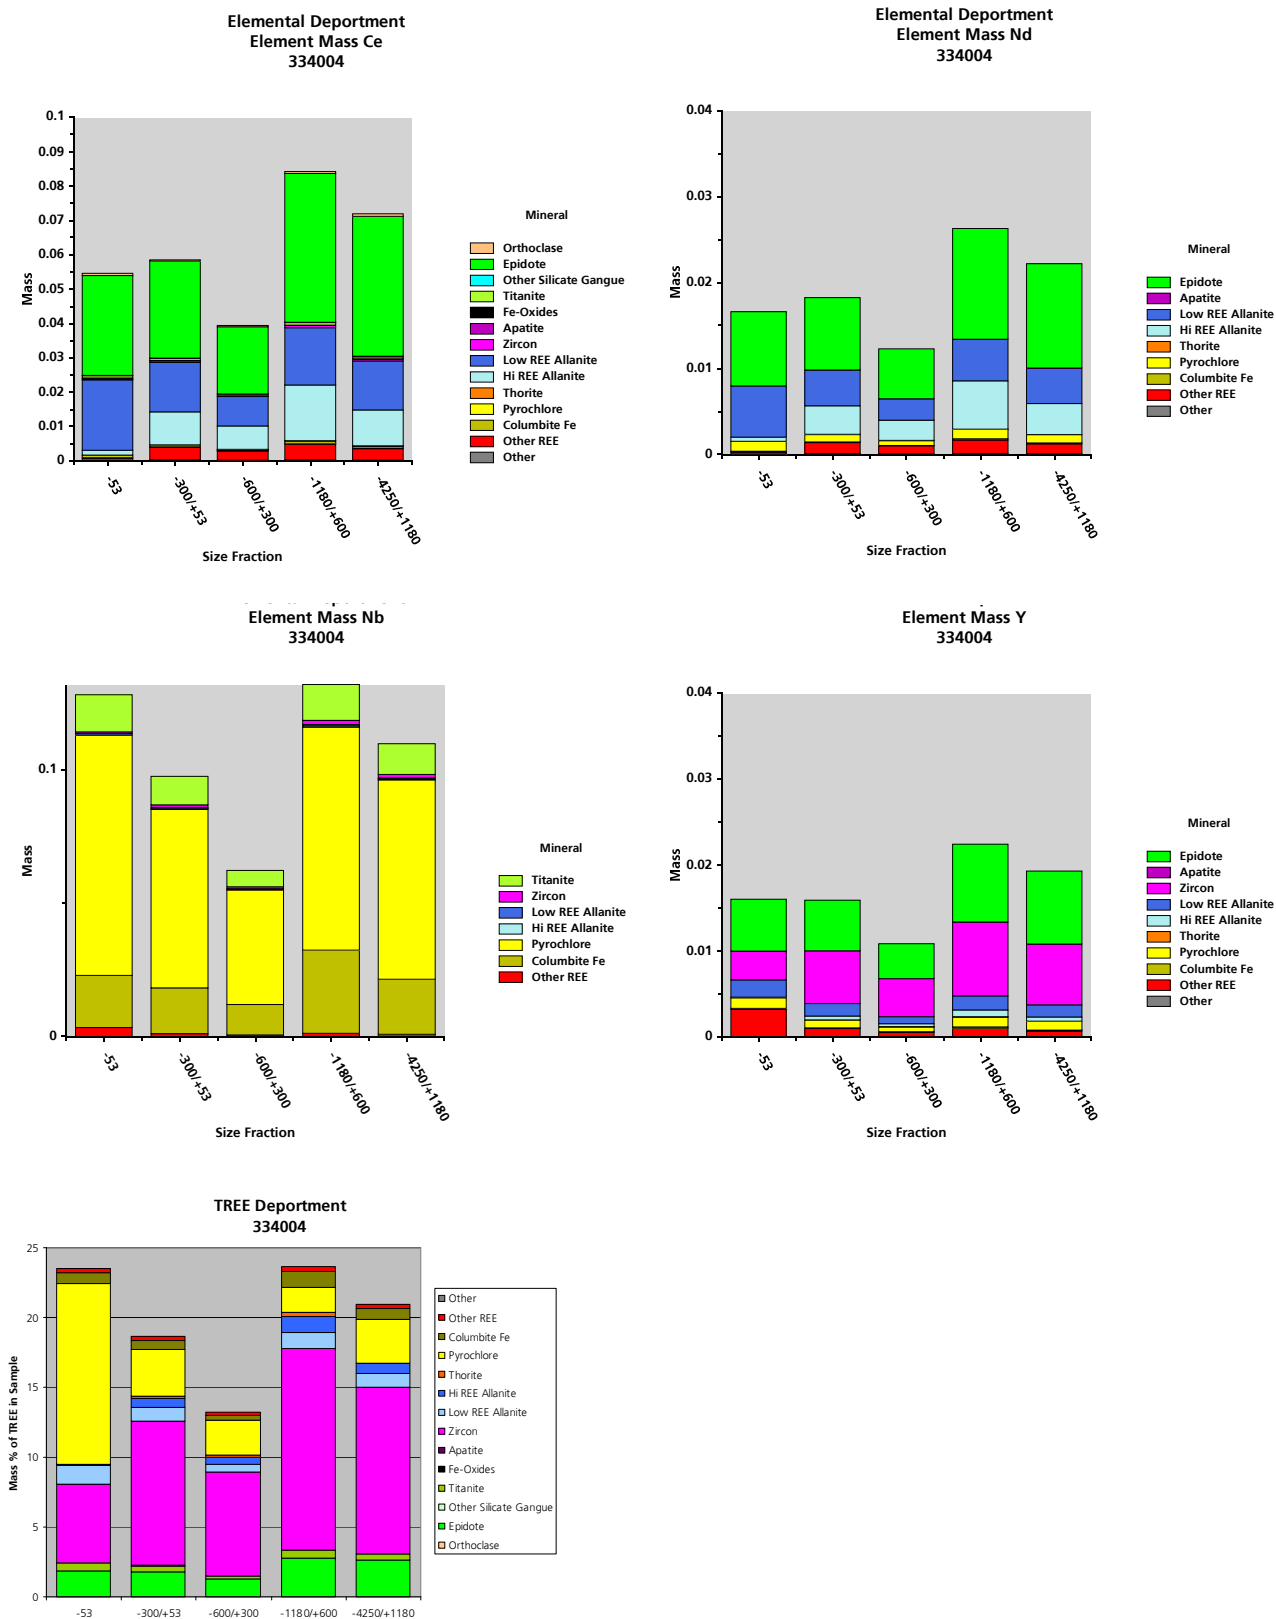 Elemental Deportment
Element Mass Ce
334004
0.1
0.09
0.08
0.07
0.06
0.05
0.04
0.03
0.02
0.01
0
Mass
-53
-300/+53
-600/+300
-1180/+600
-4250/+1180
Size Fraction
Mineral
Orthoclase
Epidote
Other Silicate Gangue
Titanite
Fe-Oxides
Apatite
Zircon
Low REE Allanite
Hi REE Allanite
Thorite
Pyrochlore
Columbite Fe
Other REE
Other
Elemental Deportment
Element Mass Nd
334004
0.04
0.03
0.02
0.01
0
Mass
-53
-300/+53
-600/+300
-1180/+600
-4250/+1180
Size Fraction
Mineral
Epidote
Apatite
Low REE Allanite
Hi REE Allanite
Thorite
Pyrochlore
Columbite Fe
Other REE
Other
Element Mass Nb
334004
0.1
0
Mass
-53
-300/+53
-600/+300
-1180/+600
-4250/+1180
Size Fraction
Mineral
Titanite
Zircon
Low REE Allanite
Hi REE Allanite
Pyrochlore
Columbite Fe
Other REE
Element Mass Y
334004
0.04
0.03
0.02
0.01
0
Mass
-53
-300/+53
-600/+300
-1180/+600
-4250/+1180
Size Fraction
Mineral
Epidote
Apatite
Zircon
Low REE Allanite
Hi REE Allanite
Thorite
Pyrochlore
Columbite Fe
Other REE
Other
TREE Deportment
334004
25
20
15
10
5
0
Mass % of TREE in Sample
-53
-300/+53
-600/+300
-1180/+600
-4250/+1180
Other
Other REE
Columbite Fe
Pyrochlore
Thorite
Hi REE Allanite
Low REE Allanite
Zircon
Apatite
Fe-Oxides
Titanite
Other Silicate Gangue
Epidote
Orthoclase